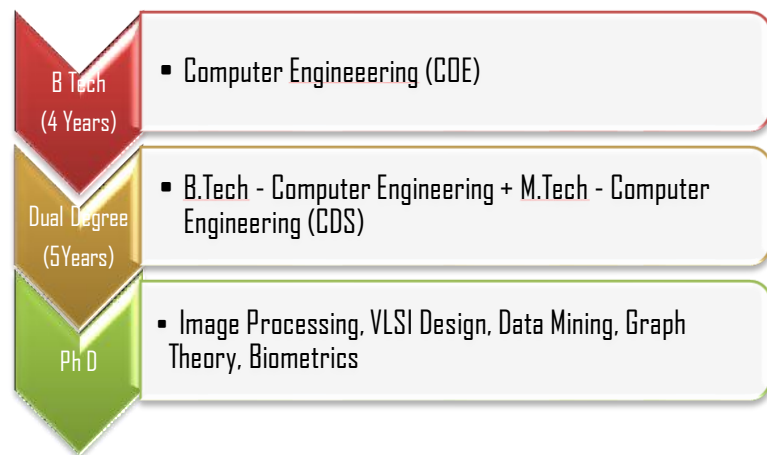 B Tech
(4 Years)
• Computer Engineeering (COE)
Dual Degree
(5Years)
• B.Tech - Computer Engineering + M.Tech - Computer
Engineering (CDS)
Ph D
• Image Processing, VLSI Design, Data Mining, Graph
Theory, Biometrics